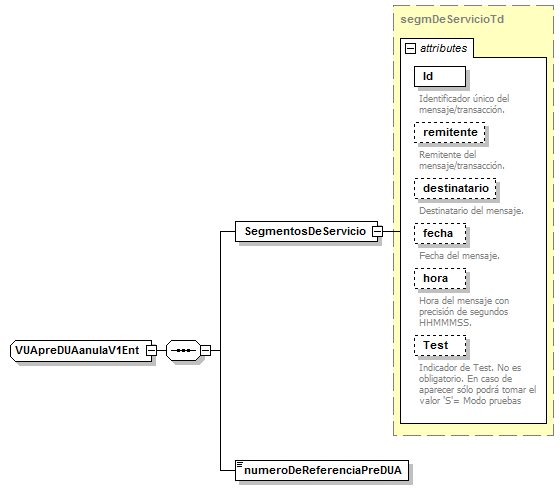 segmDeServicioTd
attributes
Id
Identificador único del
mensaje/transacción.
remitente
Remitente del
mensaje/transacción.
destinatario
Destinatario del mensaje.
fecha
Fecha del mensaje.
hora
Hora del mensaje con
precisión de segundos
HHMMMSS.
Test
Indicador de Test. No es
obligatorio. En caso de
aparecer sólo podrá tomar el
valor 'S'= Modo pruebas
SegmentosDeServicio
VUApreDUAanulaV1Ent
numeroDeReferenciaPreDUA